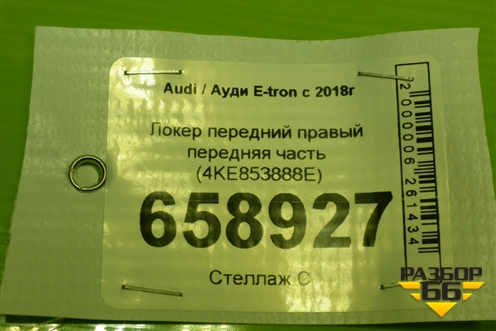 Audi / Ауди E-tron с 2018г
Локер передний правый
передняя часть
(4KE853888E)
658927
Стеллаж С
2000006261434
РАЗБОР
66